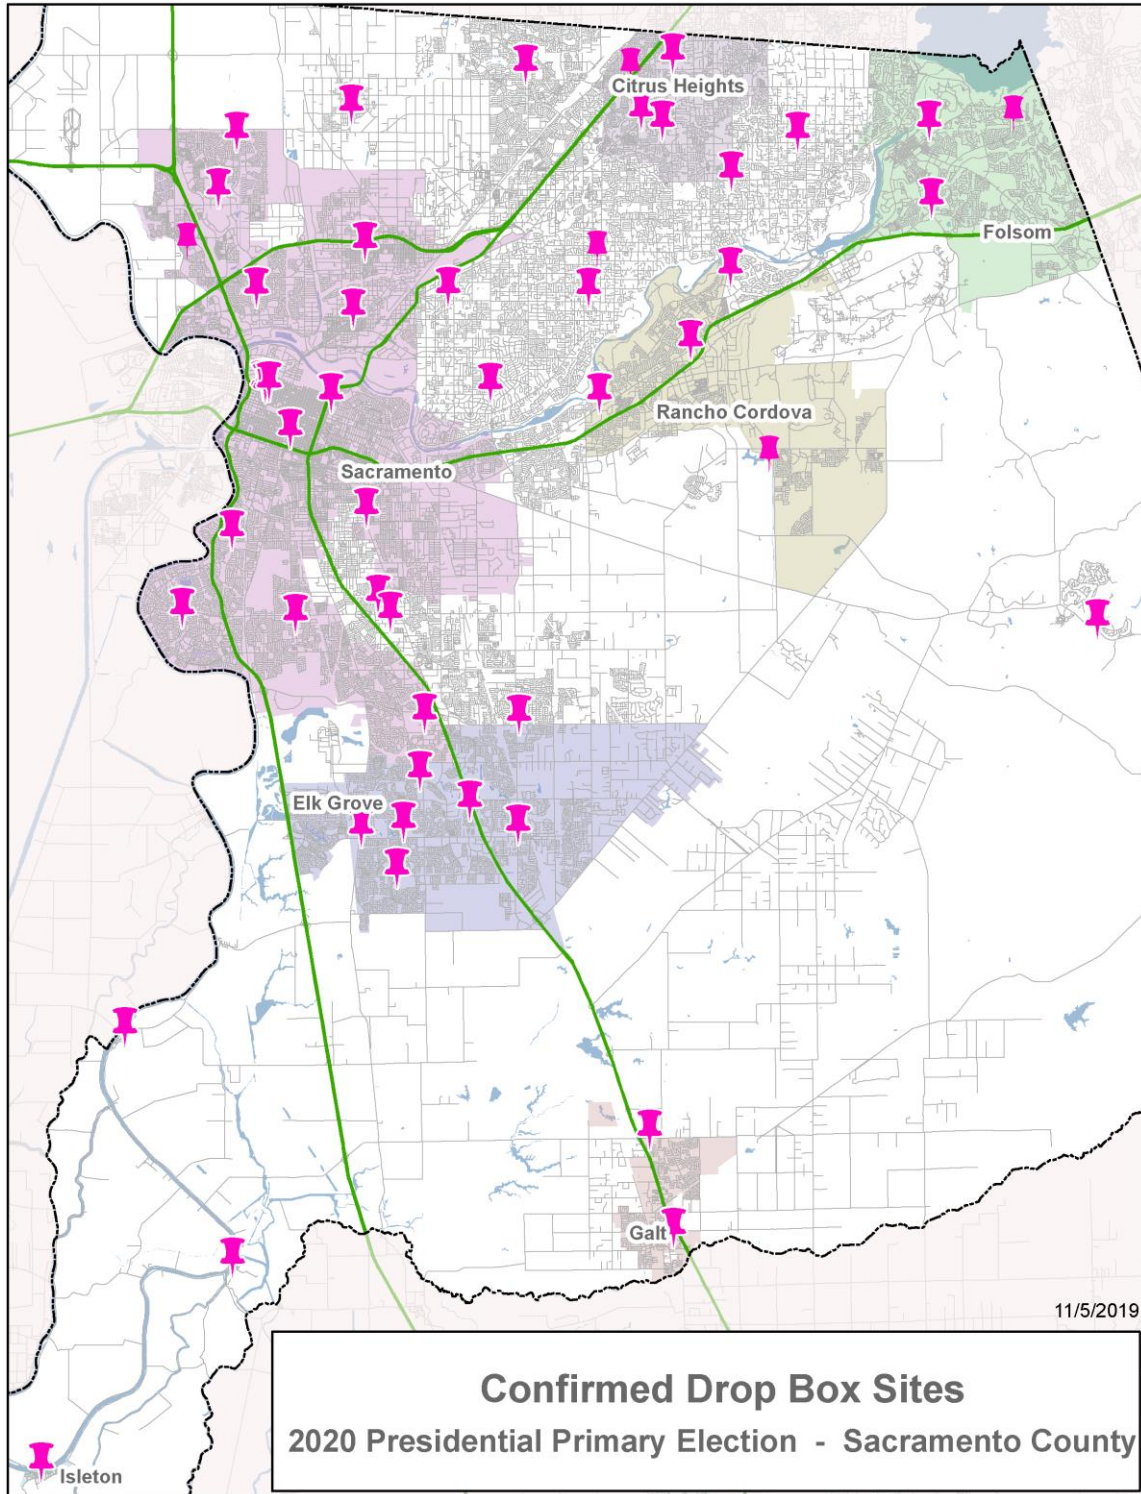 Citrus Heights
Folsom
Rancho Cordova
Sacramento
Elk Grove
Galt
11/5/2019
Confirmed Drop Box Sites
2020 Presidential Primary Election - Sacramento County
Isleton